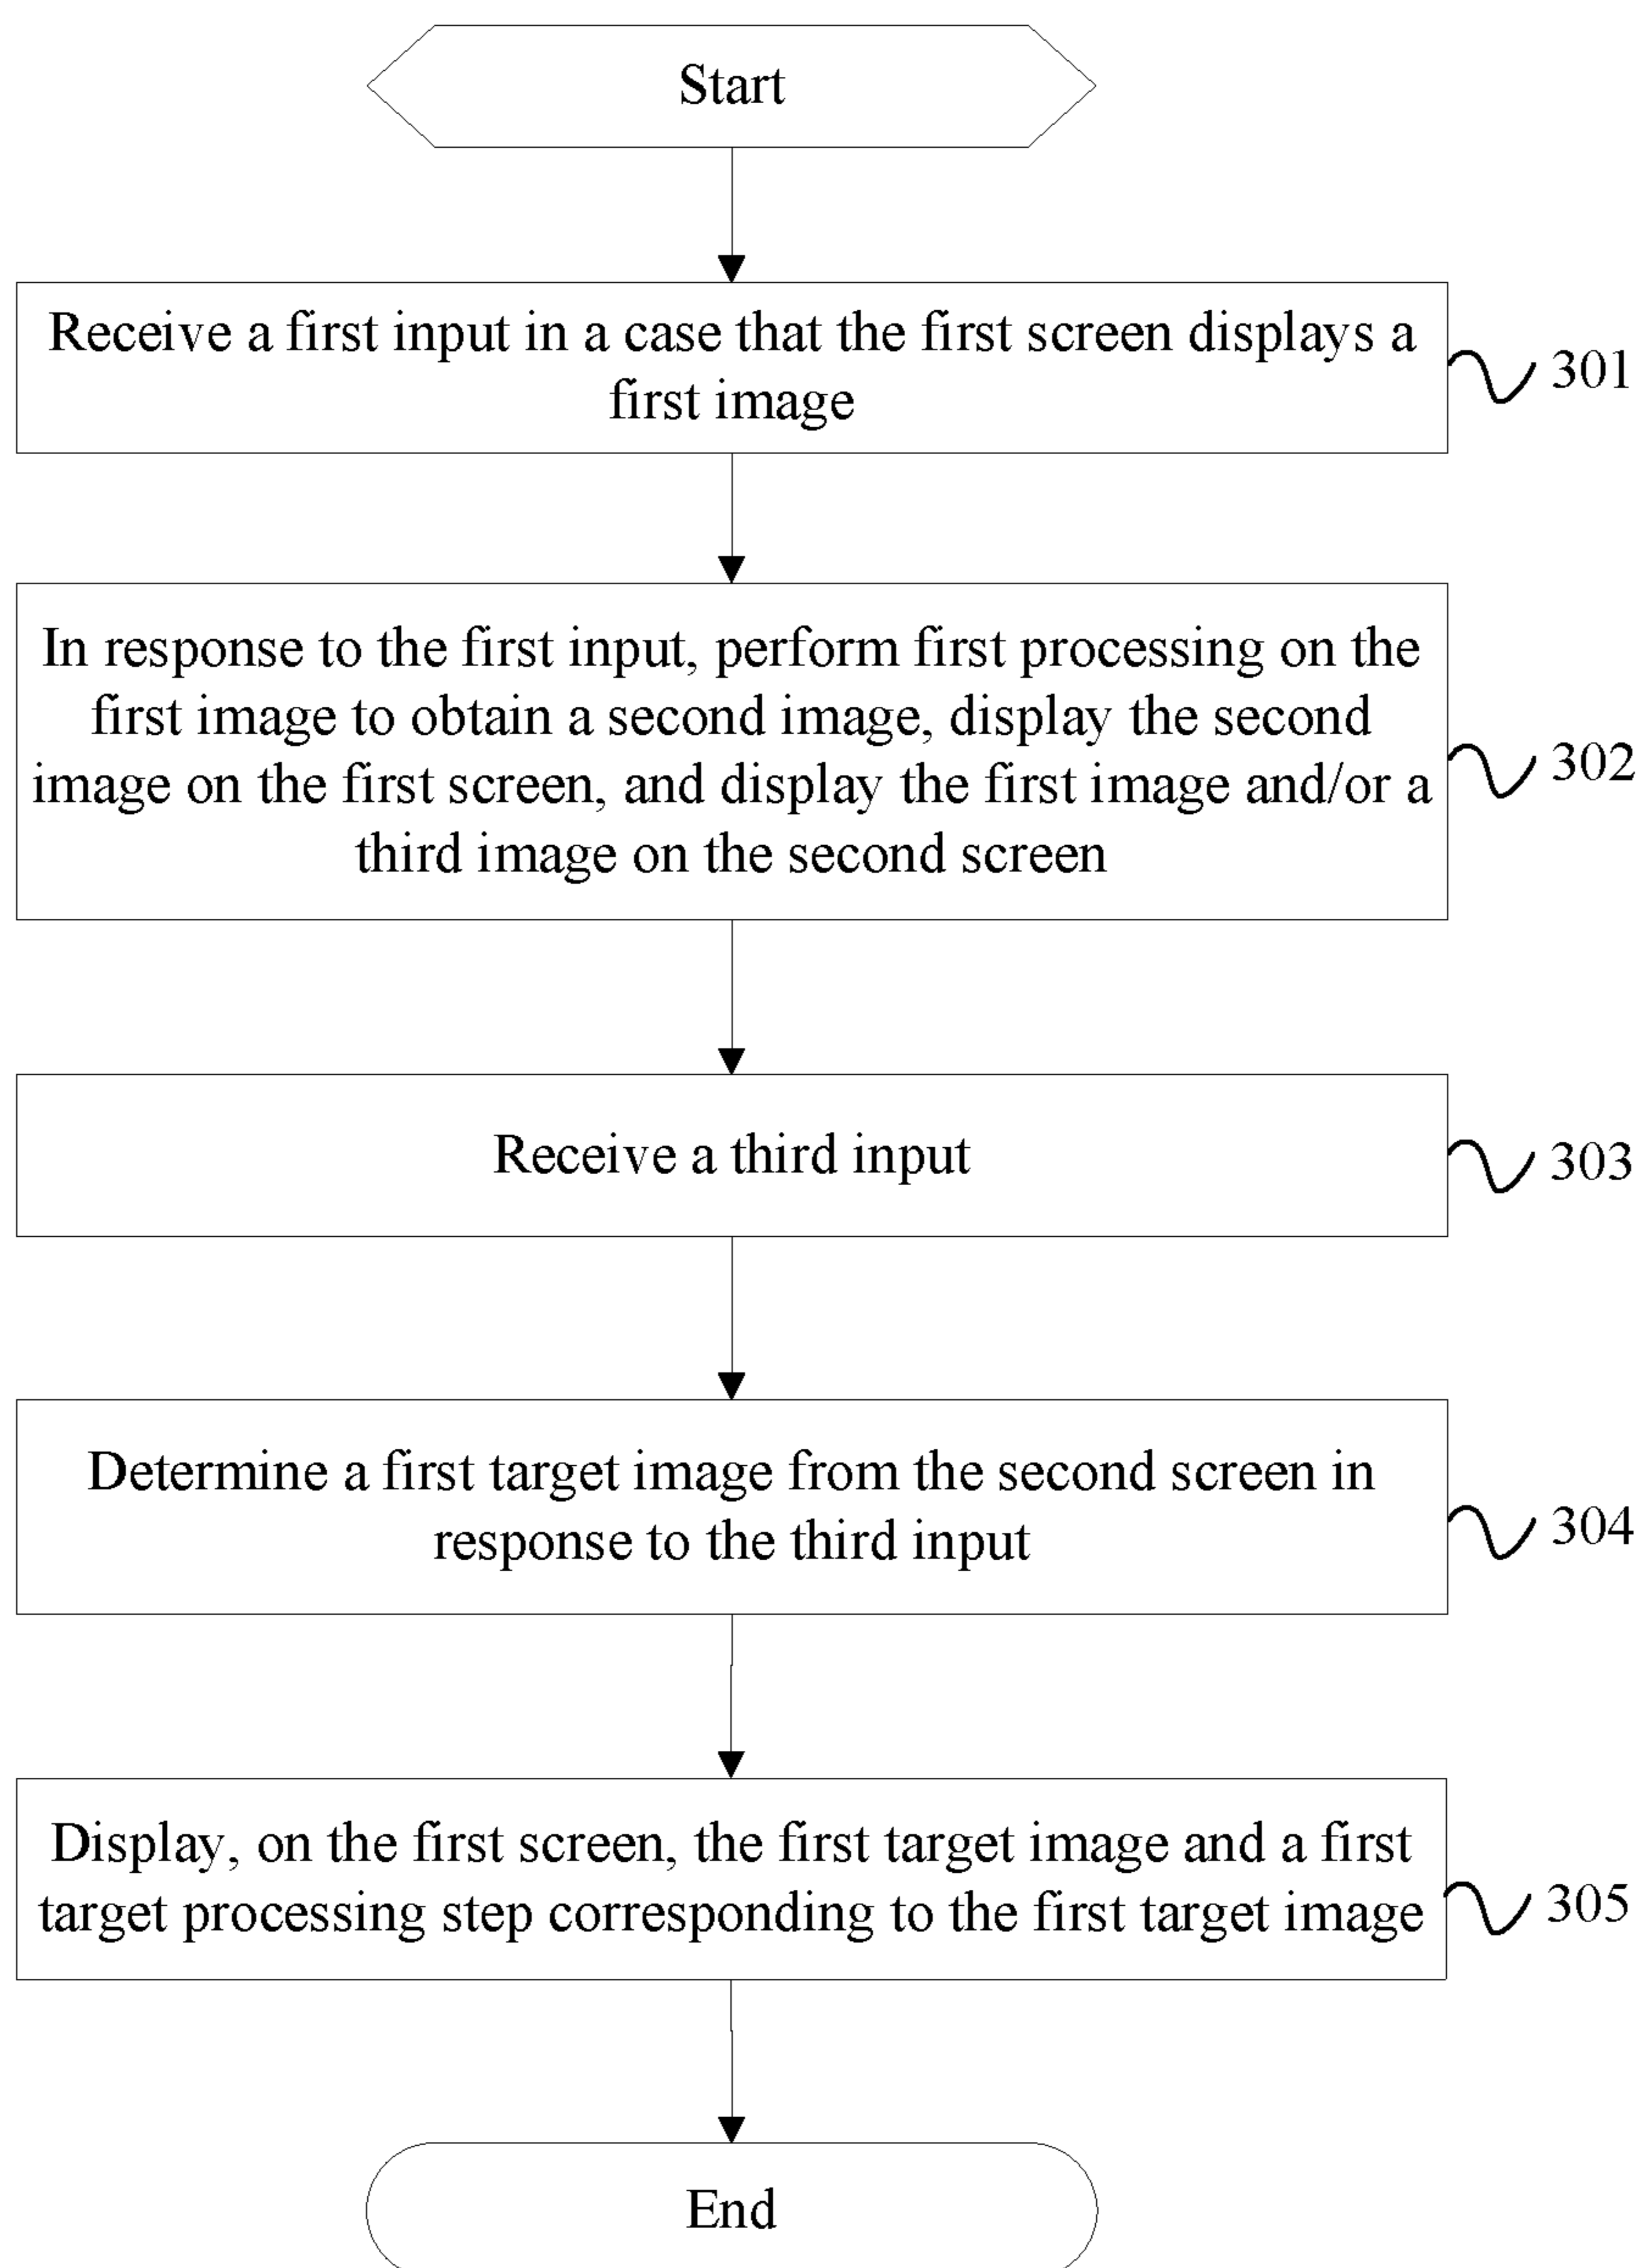 Start
Receive a first input in a case that the first screen displays a
first image
301
In response to the first input, perform first processing on the
first image to obtain a second image, display the second
image on the first screen, and display the first image and/or a
third image on the second screen
302
Receive a third input
303
Determine a first target image from the second screen in
response to the third input
304
Display, on the first screen, the first target image and a first
target processing step corresponding to the first target image
305
End